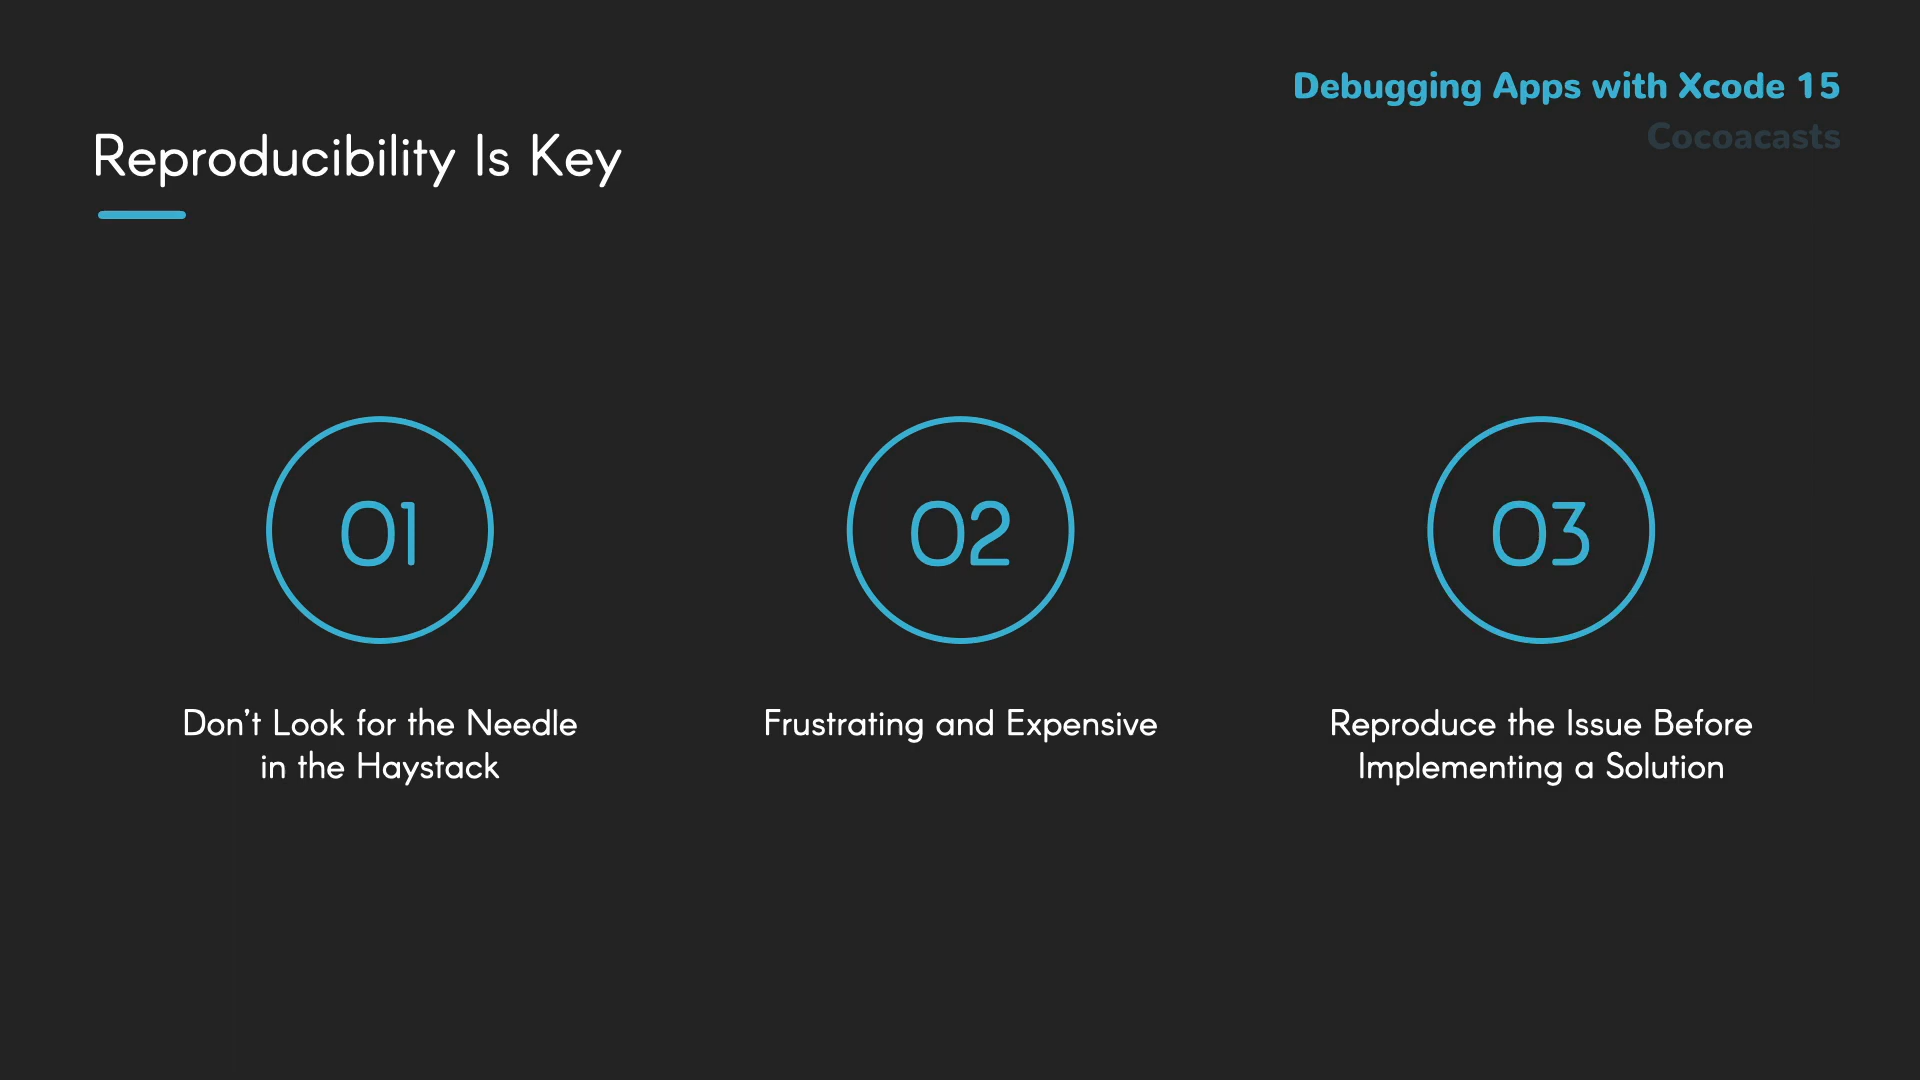 Debugging Apps with Xcode 15
Cocoacasts
Reproducibility Is Key
01
02
03
Don't Look for the Needle
in the Haystack
Frustrating and Expensive
Reproduce the Issue Before
Implementing a Solution